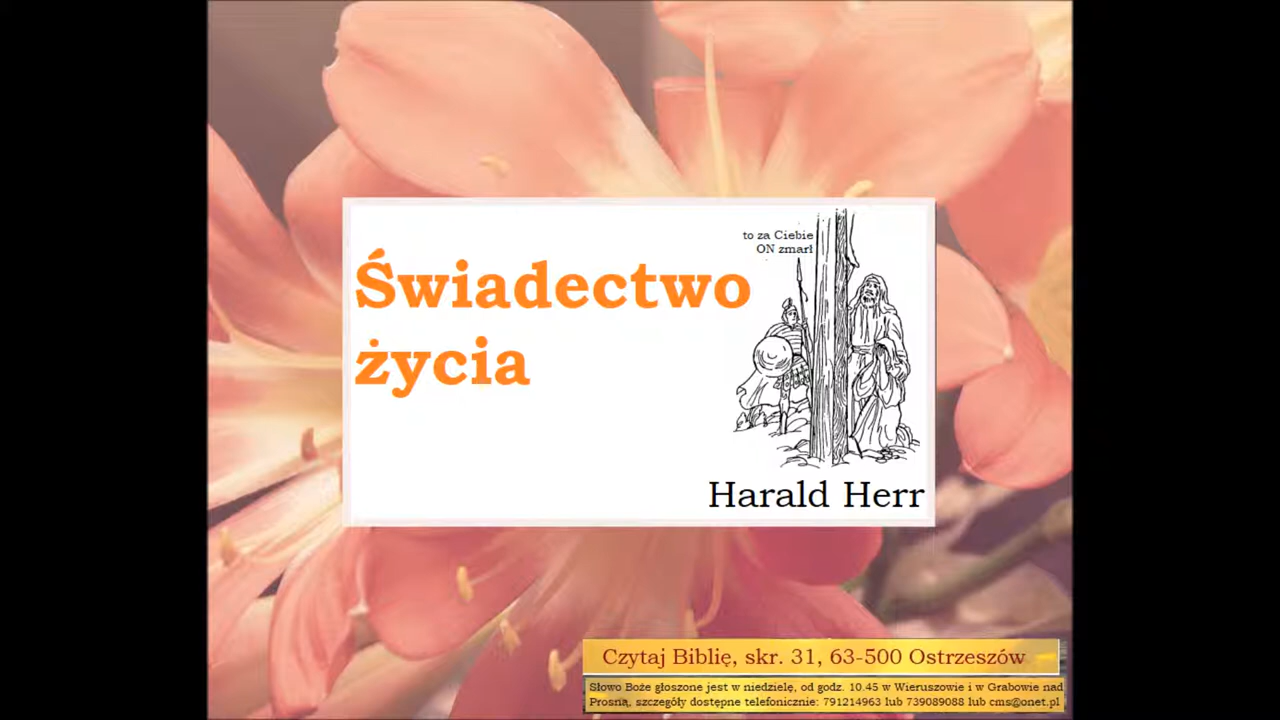 to za Ciebie
ON zmarł
Świadectwo
życia
Harald Herr
Czytaj Biblię, skr. 31, 63-500 Ostrzeszów
Słowo Boże głoszone jest w niedzielę, od godz. 10.45 w Wieruszowie i w Grabowie nad
Prosną, szczegóły dostępne telefonicznie: 791214963 lub 739089088 lub cms@onet.pl